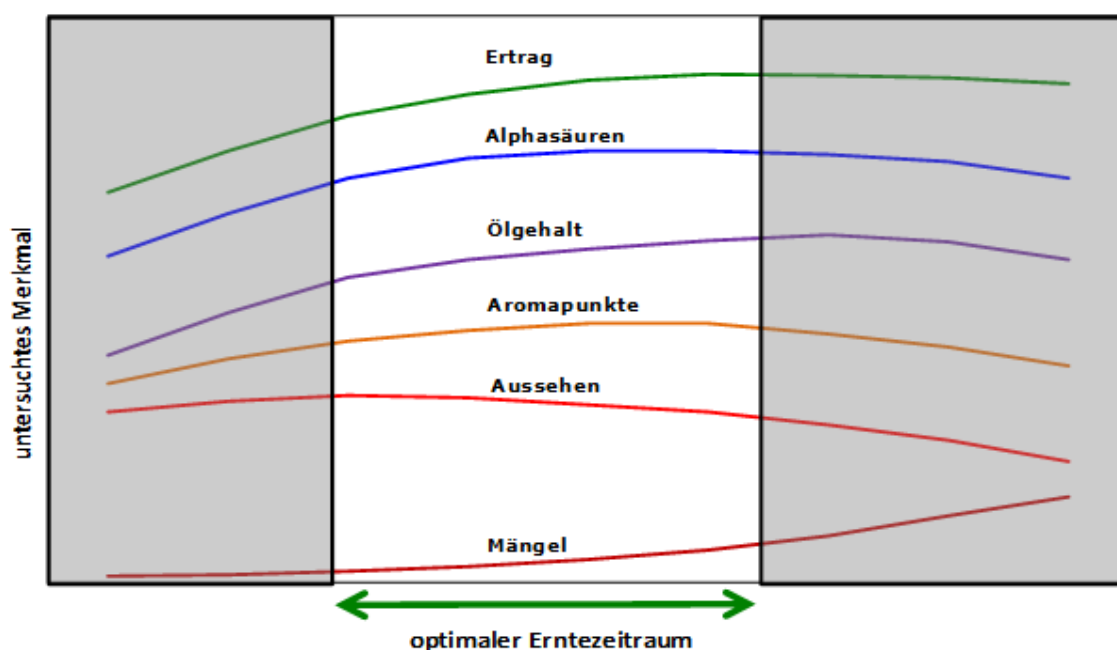 Ertrag
Alphasäuren
Ölgehalt
Aromapunkte
Aussehen
Mängel
untersuchtes Merkmal
optimaler Erntezeitraum